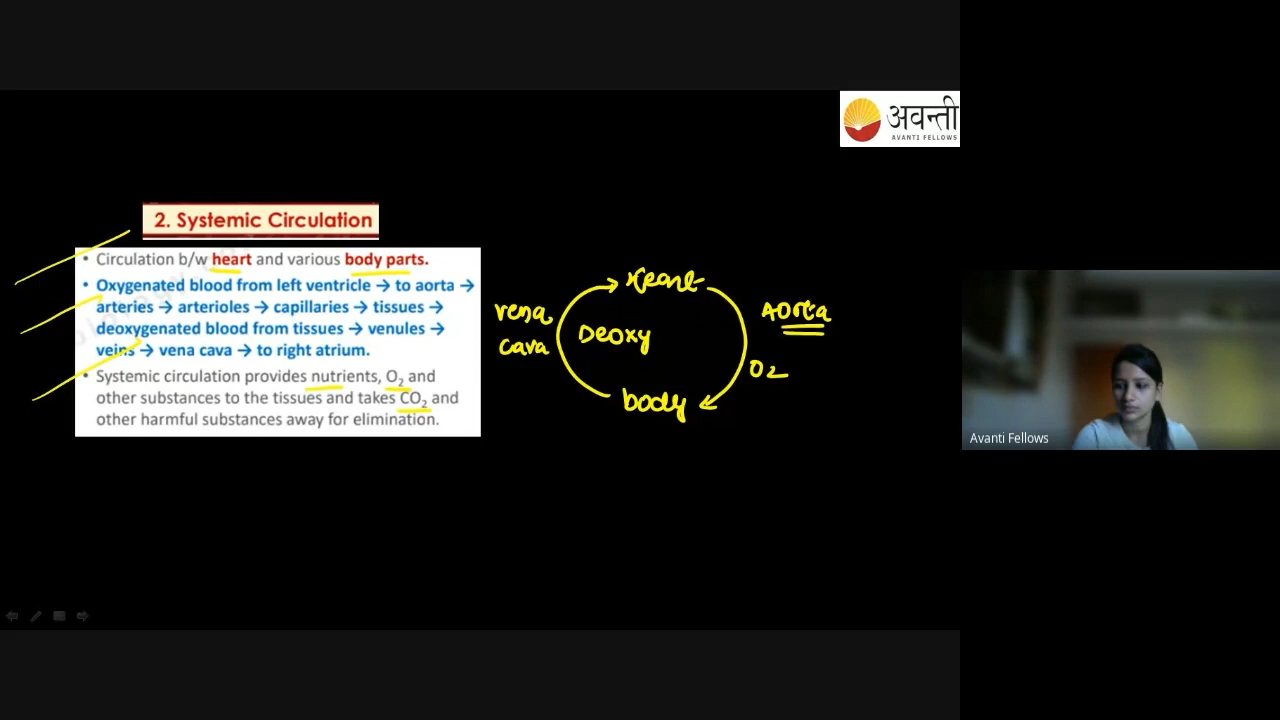 अवन्ती
AVANTI FELLOWS
2. Systemic Circulation
• Circulation b/w heart and various body parts.
• Oxygenated blood from left ventricle → to aorta →
arteries → arterioles → capillaries → tissues →
deoxygenated blood from tissues → venules →
veins → vena cava → to right atrium.
• Systemic circulation provides nutrients, O₂ and
other substances to the tissues and takes CO₂ and
other harmful substances away for elimination.
Heart
Aorta
vena
cava
Deoxy
O2
body
Avanti Fellows